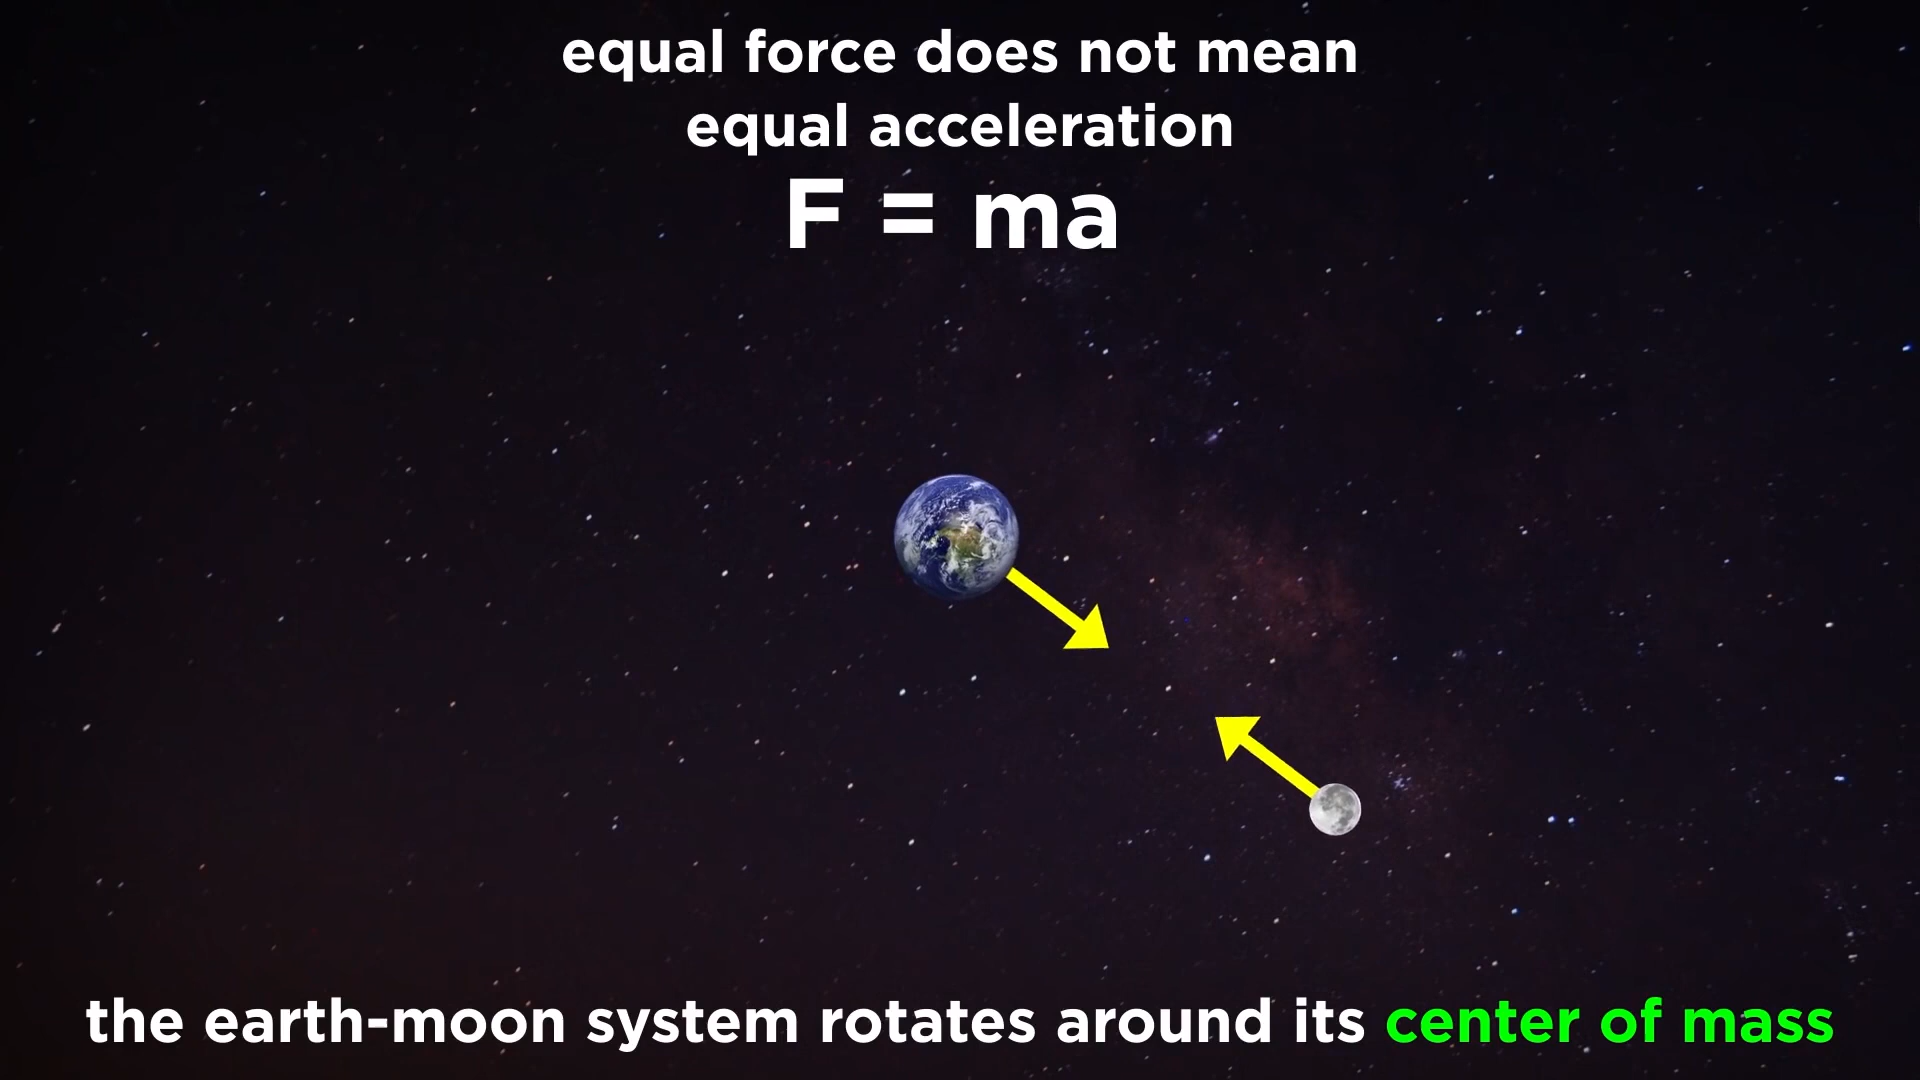 equal force does not mean
equal acceleration
F = ma
the earth-moon system rotates around its center of mass